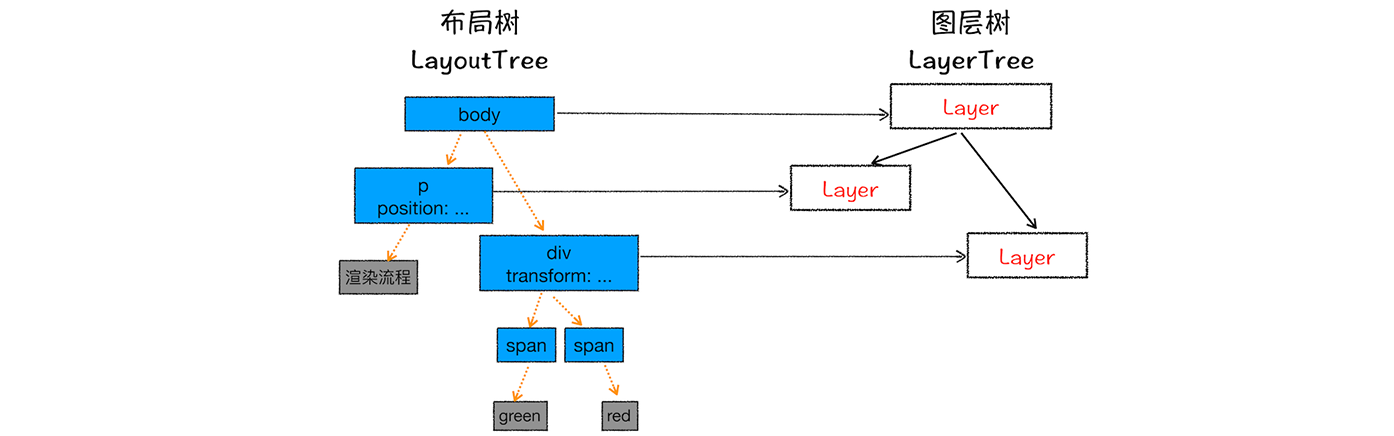 布局树
LayoutTree
图层树
LayerTree
body
Layer
p
position: ...
Layer
div
transform: ...
Layer
渲染流程
span
span
green
red